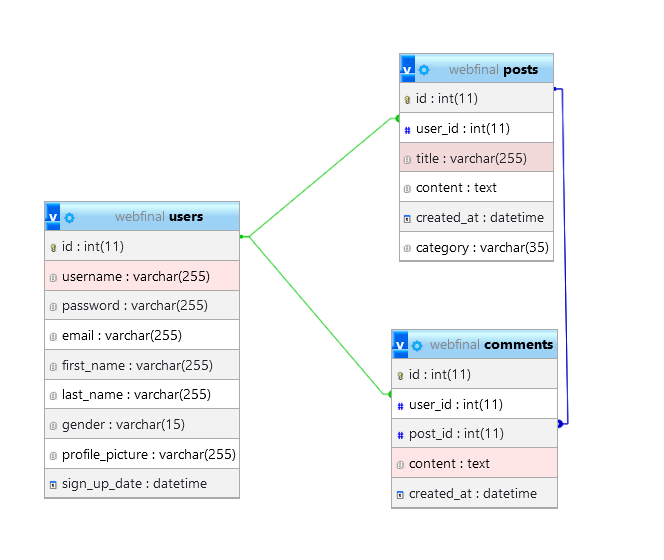 v webfinal users
id : int(11)
username : varchar(255)
password : varchar(255)
email : varchar(255)
first_name : varchar(255)
last_name : varchar(255)
gender : varchar(15)
profile_picture : varchar(255)
sign_up_date : datetime
v webfinal posts
id : int(11)
# user_id : int(11)
title : varchar(255)
content : text
created_at : datetime
category : varchar(35)
v webfinal comments
id : int(11)
# user_id : int(11)
# post_id : int(11)
content : text
created_at : datetime